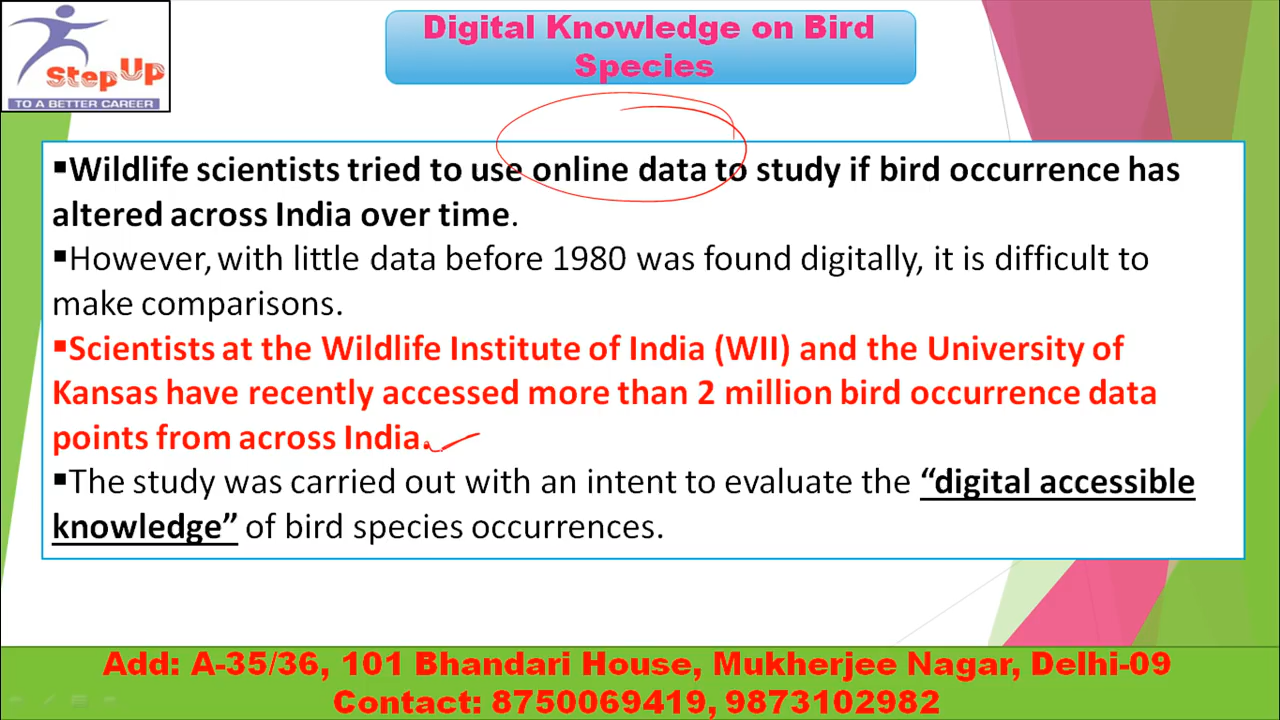 Digital Knowledge on Bird
Species
Step Up
TO A BETTER CAREER
▪Wildlife scientists tried to use online data to study if bird occurrence has
altered across India over time.
▪However, with little data before 1980 was found digitally, it is difficult to
make comparisons.
▪Scientists at the Wildlife Institute of India (WII) and the University of
Kansas have recently accessed more than 2 million bird occurrence data
points from across India.
▪The study was carried out with an intent to evaluate the “digital accessible
knowledge” of bird species occurrences.
Add: A-35/36, 101 Bhandari House, Mukherjee Nagar, Delhi-09
Contact: 8750069419, 9873102982